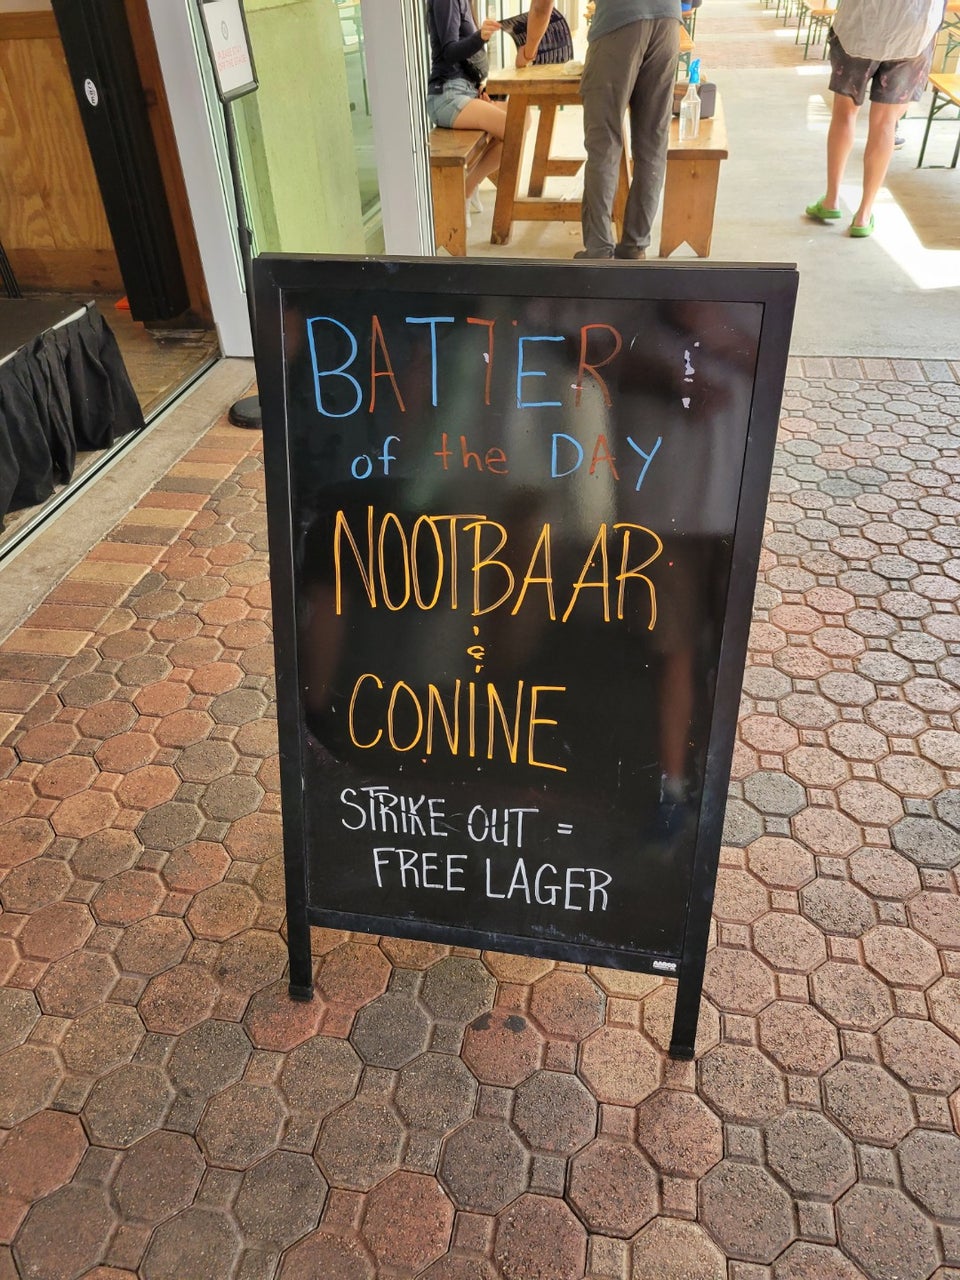 BATTER !
of the DAY
NOOTBAAR
&
CONINE
STRIKE OUT =
FREE LAGER